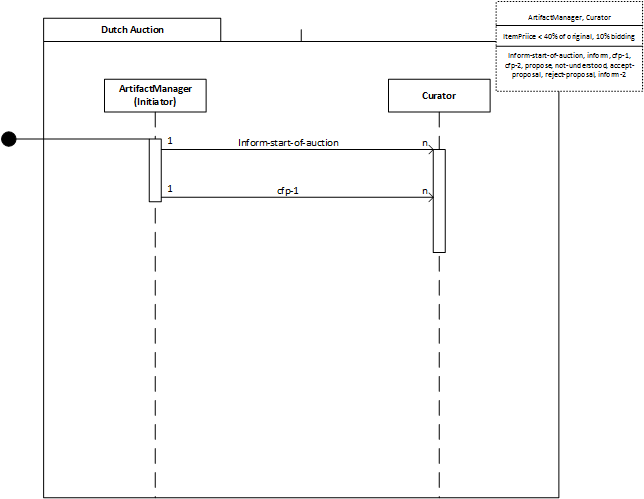 ArtifactManager, Curator
Dutch Auction
ItemPriice < 40% of original, 10% bidding
Inform-start-of-auction, inform, cfp-1,
cfp-2, propose, not-understood, accept-
proposal, reject-proposal, inform-2
ArtifactManager
(Initiator)
Curator
1 Inform-start-of-auction n
1 cfp-1 n